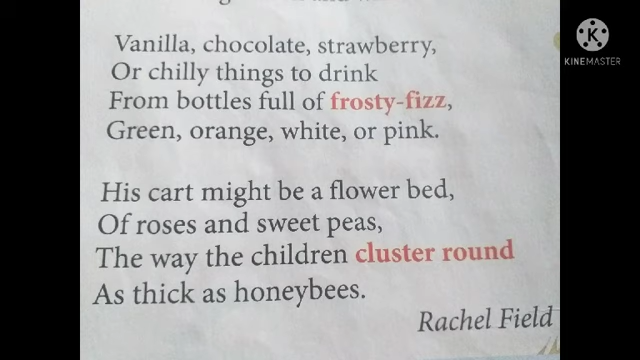 Vanilla, chocolate, strawberry,
Or chilly things to drink
From bottles full of frosty-fizz,
Green, orange, white, or pink.
His cart might be a flower bed,
Of roses and sweet peas,
The way the children cluster round
As thick as honeybees.
Rachel Field
KINEMASTER